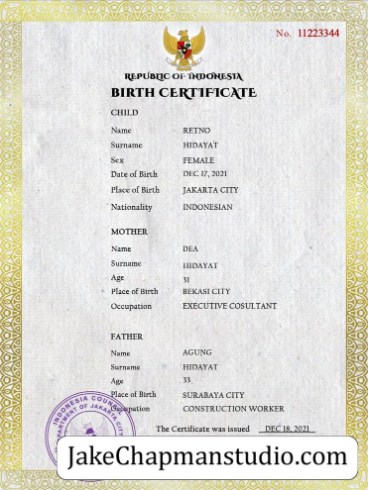 No. 11223344
REPUBLIC OF INDONESIA
BIRTH CERTIFICATE
CHILD
Name RETNO
Surname HIDAYAT
Sex FEMALE
Date of Birth DEC 17, 2021
Place of Birth JAKARTA CITY
Nationality INDONESIAN
MOTHER
Name DEA
Surname HIDAYAT
Age 31
Place of Birth BEKASI CITY
Occupation EXECUTIVE COSULTANT
FATHER
Name AGUNG
Surname HIDAYAT
Age 33
Place of Birth SURABAYA CITY
Occupation CONSTRUCTION WORKER
The Certificate was issued DEC 18, 2021
INDONESIA COUNCIL
DEPARTMENT OF JAKARTA CITY
JakeChapmanstudio.com